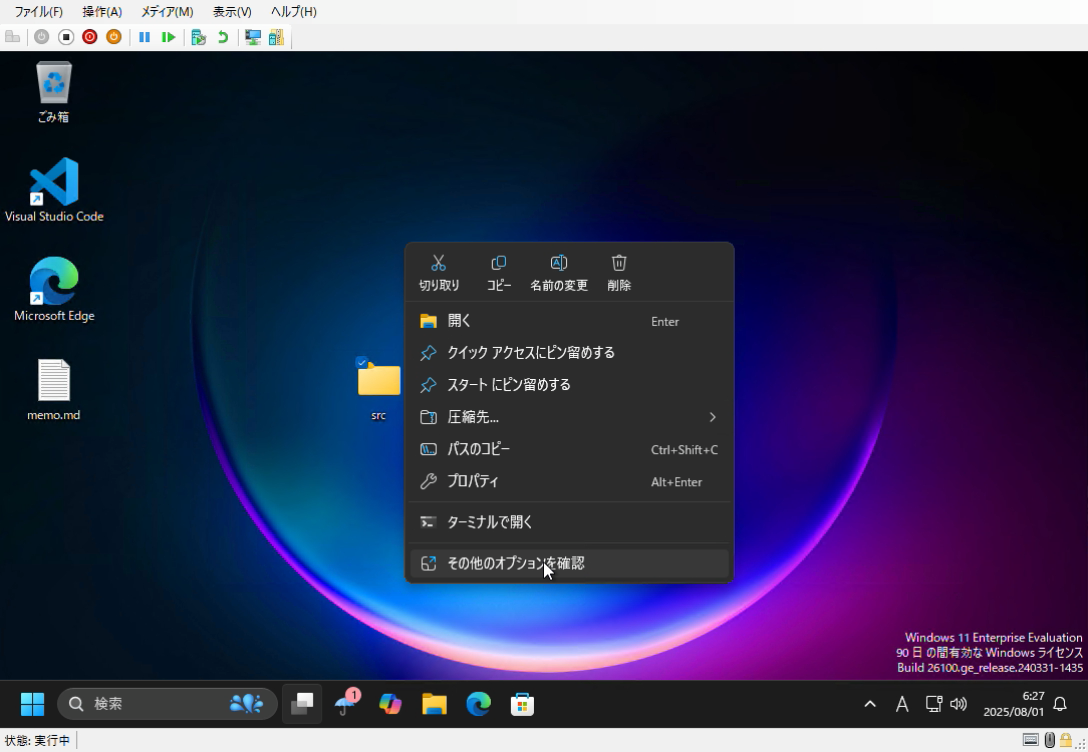 ファイル(F) 操作(A) メディア(M) 表示(V) ヘルプ(H)
ごみ箱
Visual Studio Code
Microsoft Edge
memo.md
src
切り取り コピー 名前の変更 削除
開く Enter
クイック アクセスにピン留めする
スタート にピン留めする
圧縮先...
パスのコピー Ctrl+Shift+C
プロパティ Alt+Enter
ターミナルで開く
その他のオプションを確認
Windows 11 Enterprise Evaluation
90 日 の間有効な Windows ライセンス
Build 26100.ge_release.240331-1435
検索 1 A 6:27
2025/08/01
状態: 実行中